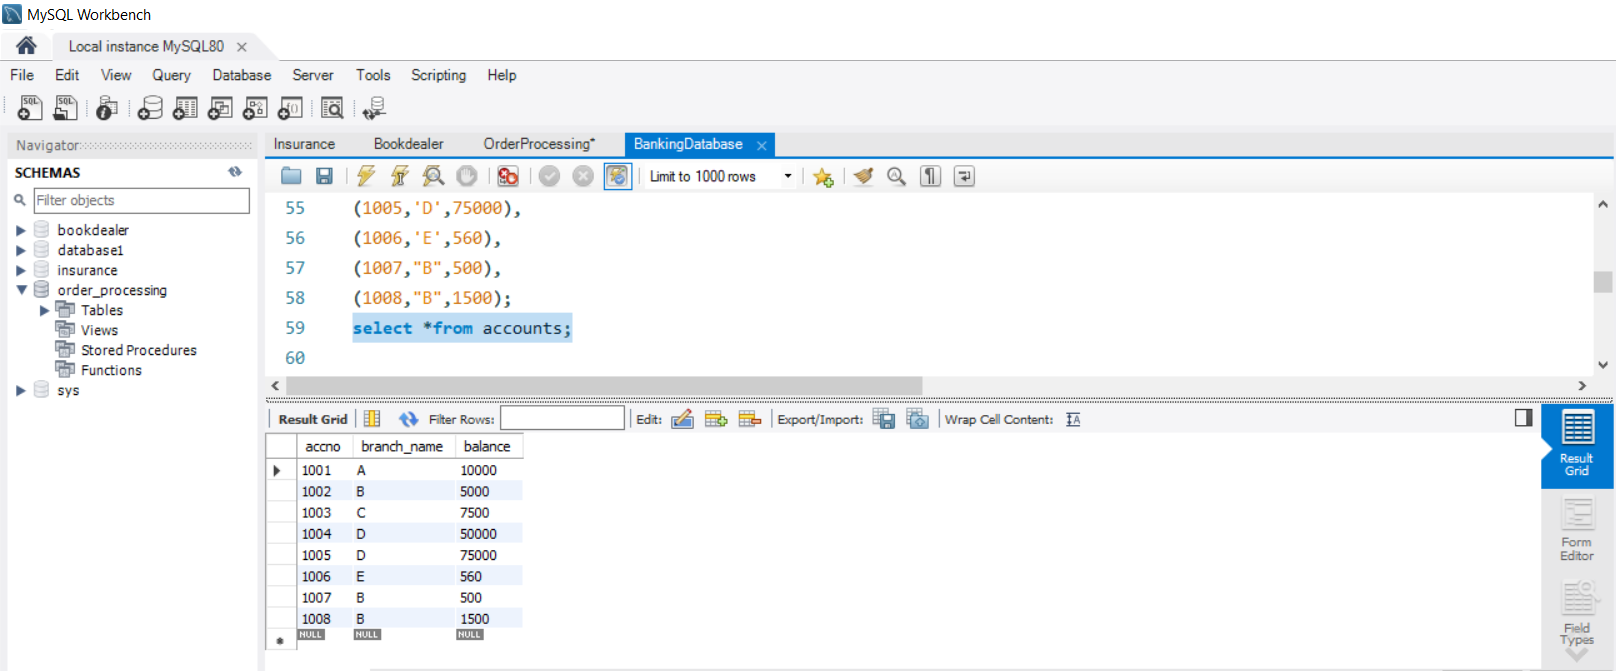 MySQL Workbench
Local instance MySQL80
File Edit View Query Database Server Tools Scripting Help
Navigator
SCHEMAS
Filter objects
bookdealer
database1
insurance
order_processing
Tables
Views
Stored Procedures
Functions
sys
Insurance Bookdealer OrderProcessing* BankingDatabase
Limit to 1000 rows
55 (1005,'D',75000),
56 (1006,'E',560),
57 (1007,"B",500),
58 (1008,"B",1500);
59 select *from accounts;
60
Result Grid Filter Rows: Edit: Export/Import: Wrap Cell Content:
accno branch_name balance
1001 A 10000
1002 B 5000
1003 C 7500
1004 D 50000
1005 D 75000
1006 E 560
1007 B 500
1008 B 1500
NULL NULL NULL
Result
Grid
Form
Editor
Field
Types